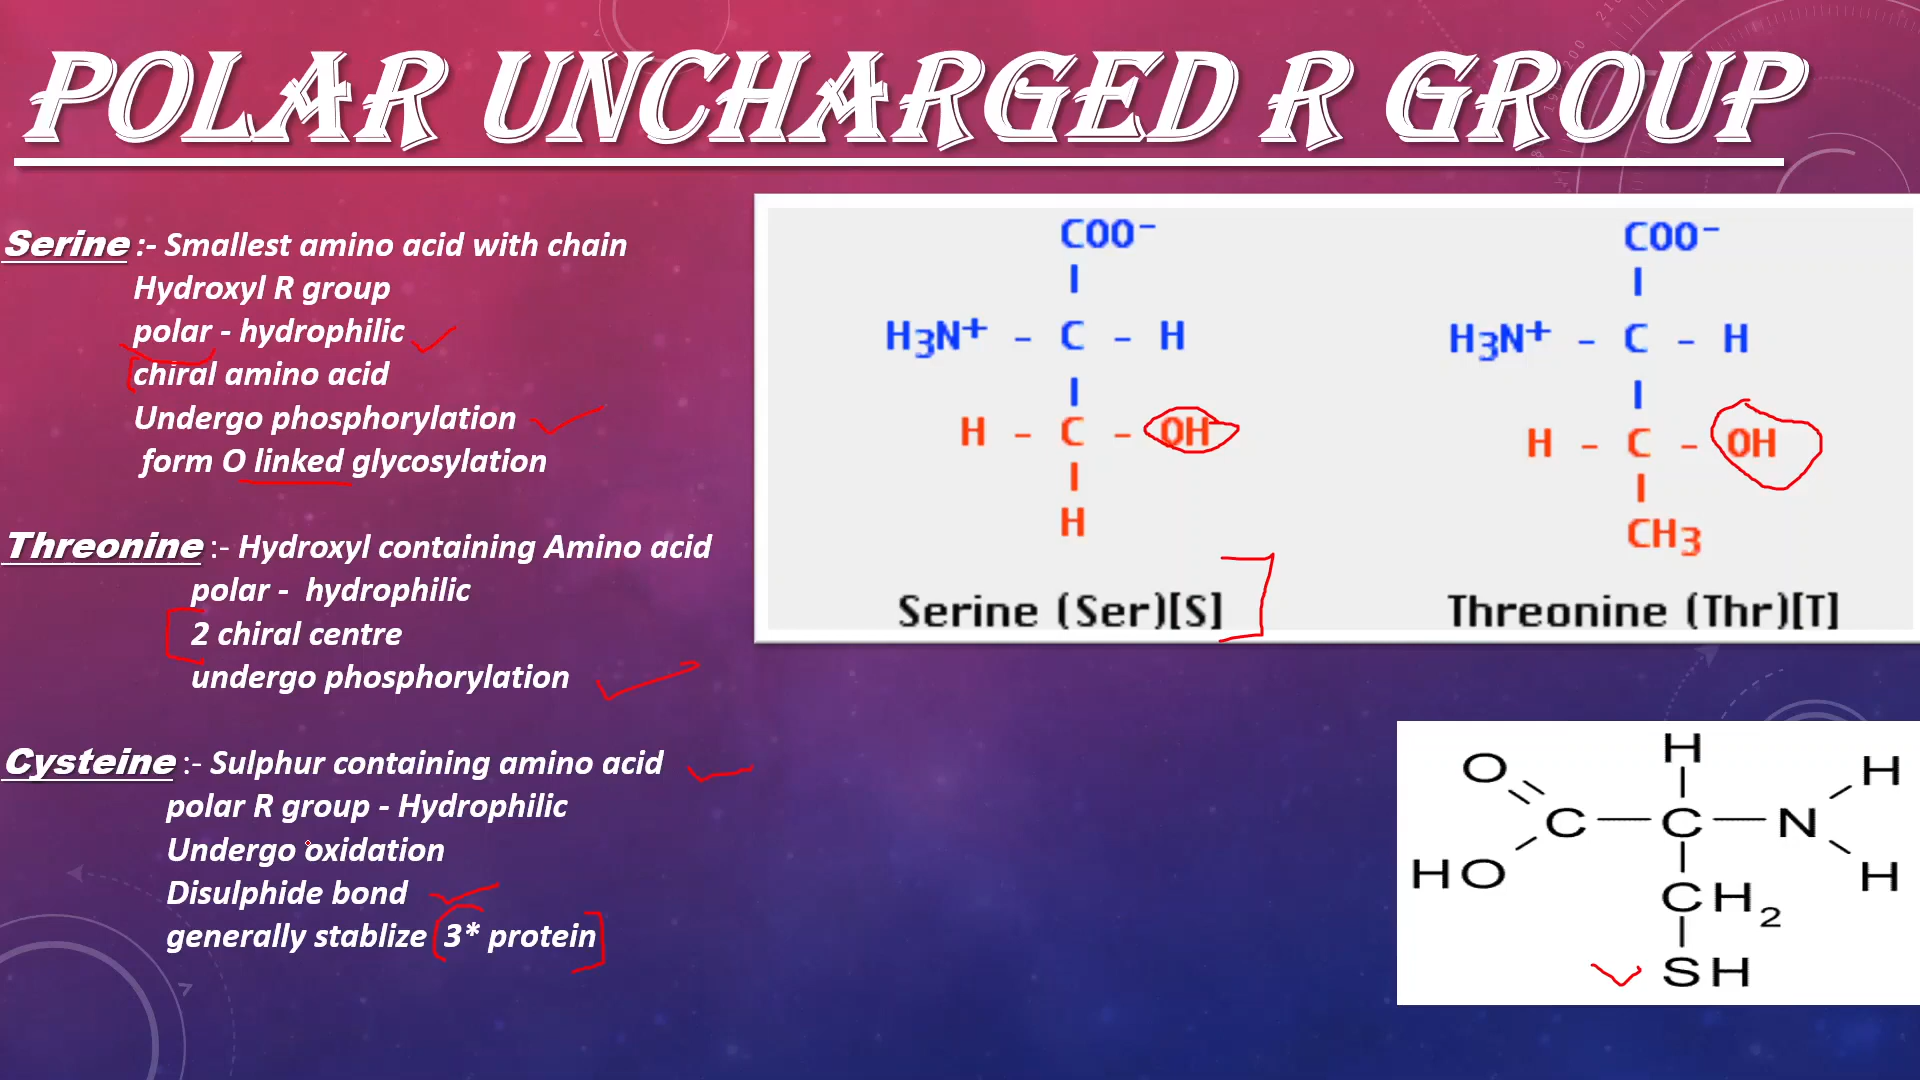 POLAR UNCHARGED R GROUP
Serine :- Smallest amino acid with chain
Hydroxyl R group
polar - hydrophilic
chiral amino acid
Undergo phosphorylation
form O linked glycosylation
Threonine :- Hydroxyl containing Amino acid
polar - hydrophilic
2 chiral centre
undergo phosphorylation
Cysteine :- Sulphur containing amino acid
polar R group - Hydrophilic
Undergo oxidation
Disulphide bond
generally stablize 3* protein
COO⁻
H₃N⁺ - C - H
H - C - OH
H
Serine (Ser)[S]
COO⁻
H₃N⁺ - C - H
H - C - OH
CH₃
Threonine (Thr)[T]
H
O H
C — C — N
HO H
CH₂
SH